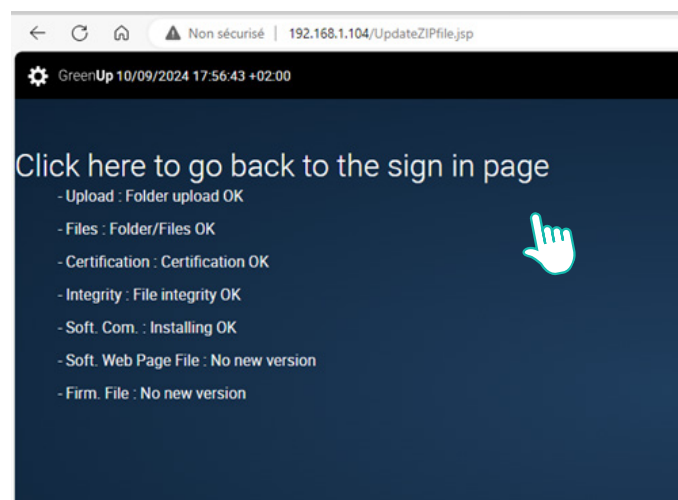 Non sécurisé | 192.168.1.104/UpdateZIPfile.jsp
GreenUp 10/09/2024 17:56:43 +02:00
Click here to go back to the sign in page
- Upload : Folder upload OK
- Files : Folder/Files OK
- Certification : Certification OK
- Integrity : File integrity OK
- Soft. Com. : Installing OK
- Soft. Web Page File : No new version
- Firm. File : No new version